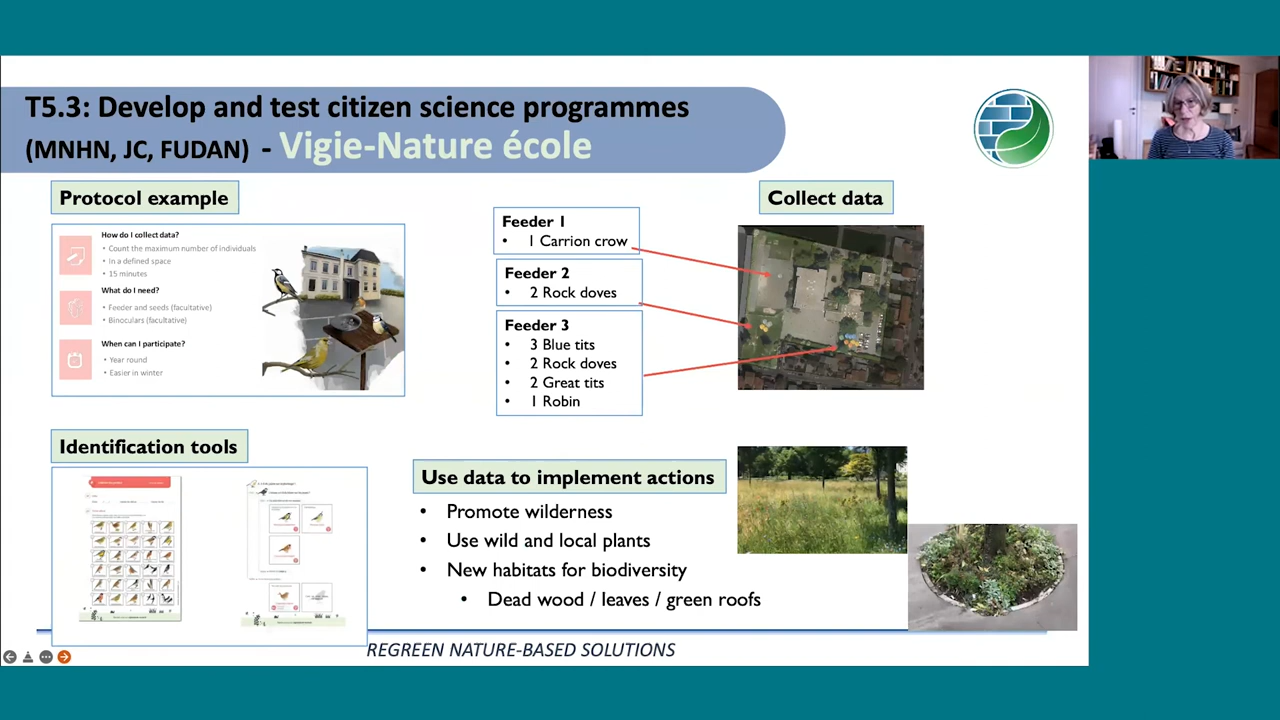 T5.3: Develop and test citizen science programmes
(MNHN, JC, FUDAN) - Vigie-Nature école
Protocol example
How do I collect data?
• Count the maximum number of individuals
• In a defined space
• 15 minutes
What do I need?
• Feeder and seeds (facultative)
• Binoculars (facultative)
When can I participate?
• Year round
• Easier in winter
Feeder 1
• 1 Carrion crow
Feeder 2
• 2 Rock doves
Feeder 3
• 3 Blue tits
• 2 Rock doves
• 2 Great tits
• 1 Robin
Collect data
Identification tools
Use data to implement actions
• Promote wilderness
• Use wild and local plants
• New habitats for biodiversity
• Dead wood / leaves / green roofs
REGREEN NATURE-BASED SOLUTIONS